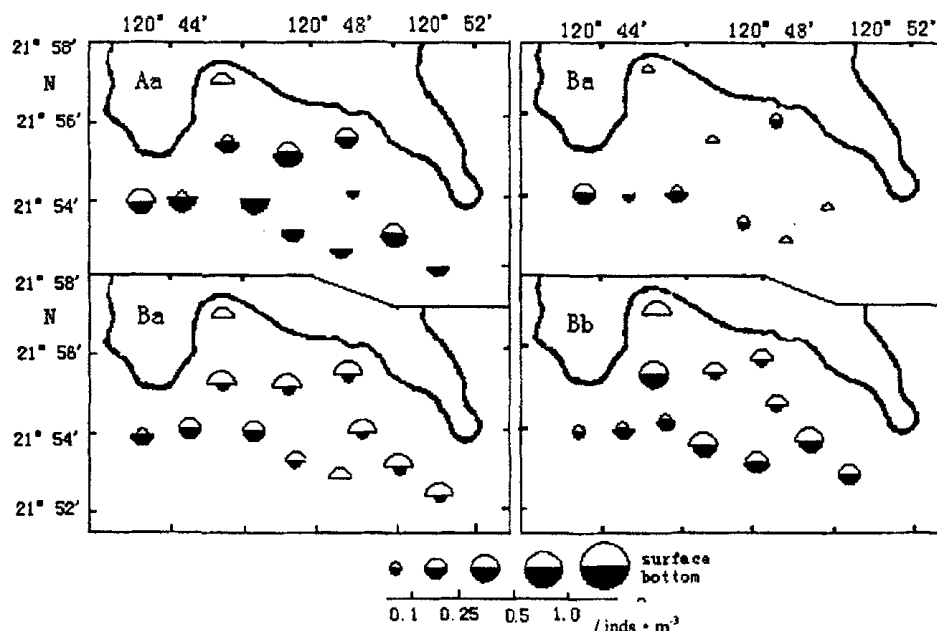 120° 44′ 120° 48′ 120° 52′ 120° 44′ 120° 48′ 120° 52′
21° 58′
N
Aa Ba
21° 56′
21° 54′
21° 58′
N
Ba Bb
21° 56′
21° 54′
21° 52′
surface
bottom
0.1 0.25 0.5 1.0
/inds·m⁻³